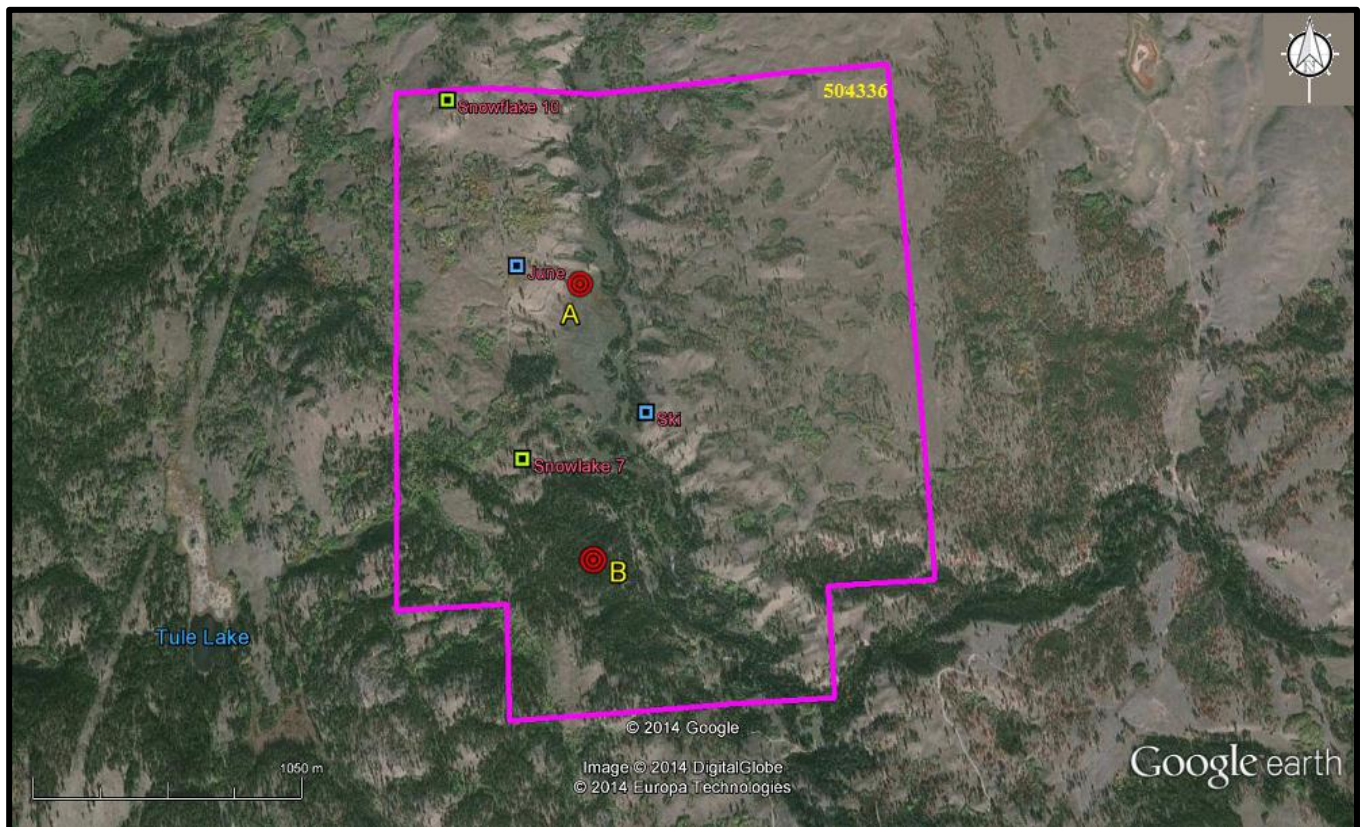 N
504336
Snowflake 10
June
A
Ski
Snowlake 7
B
Tule Lake
© 2014 Google
1050 m
Image © 2014 DigitalGlobe
© 2014 Europa Technologies
Google earth